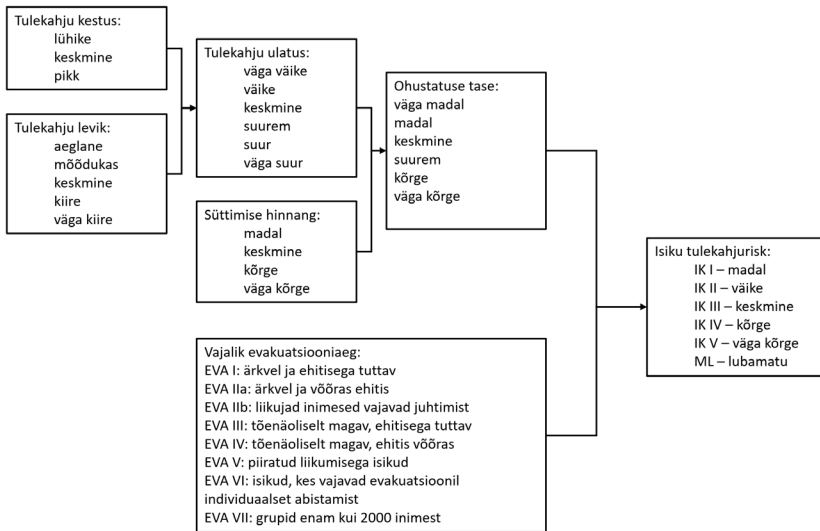 Tulekahju kestus:
lühike
keskmine
pikk
Tulekahju levik:
aeglane
mõõdukas
keskmine
kiire
väga kiire
Tulekahju ulatus:
väga väike
väike
keskmine
suurem
suur
väga suur
Süttimise hinnang:
madal
keskmine
kõrge
väga kõrge
Ohustatuse tase:
väga madal
madal
keskmine
suurem
kõrge
väga kõrge
Vajalik evakuatsiooniaeg:
EVA I: ärkvel ja ehitisega tuttav
EVA IIa: ärkvel ja võõras ehitis
EVA IIb: liikujad inimesed vajavad juhtimist
EVA III: tõenäoliselt magav, ehitisega tuttav
EVA IV: tõenäoliselt magav, ehitis võõras
EVA V: piiratud liikumisega isikud
EVA VI: isikud, kes vajavad evakuatsioonil
individuaalset abistamist
EVA VII: grupid enam kui 2000 inimest
Isiku tulekahjurisk:
IK I – madal
IK II – väike
IK III – keskmine
IK IV – kõrge
IK V – väga kõrge
ML – lubamatu